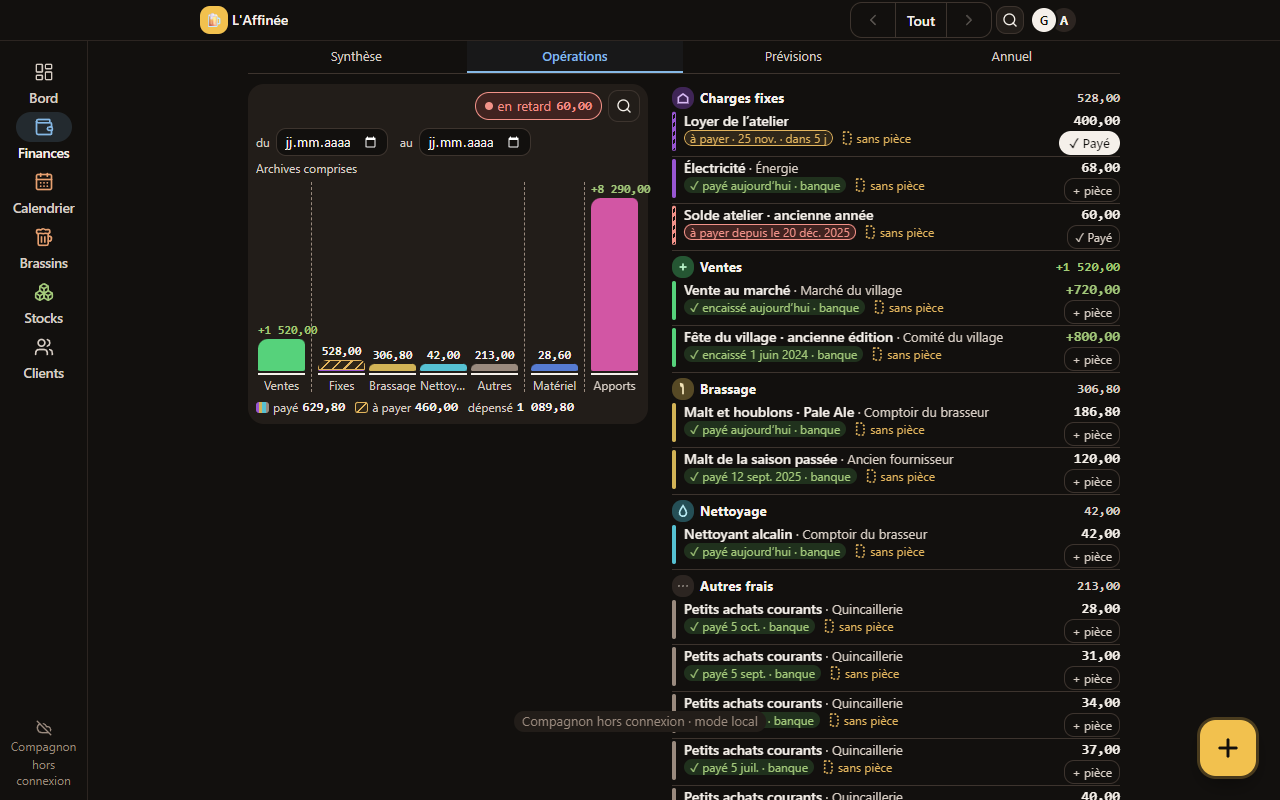 L'Affinée
Tout
G A
Bord
Finances
Calendrier
Brassins
Stocks
Clients
Compagnon
hors
connexion
Synthèse Opérations Prévisions Annuel
en retard 60,00
du jj.mm.aaaa au jj.mm.aaaa
Archives comprises
+8 290,00
+1 520,00
528,00 306,80 42,00 213,00 28,60
Ventes Fixes Brassage Nettoy… Autres Matériel Apports
payé 629,80 à payer 460,00 dépensé 1 089,80
Charges fixes 528,00
Loyer de l’atelier 400,00
à payer · 25 nov. · dans 5 j sans pièce ✓ Payé
Électricité · Énergie 68,00
✓ payé aujourd’hui · banque sans pièce + pièce
Solde atelier · ancienne année 60,00
à payer depuis le 20 déc. 2025 sans pièce ✓ Payé
Ventes +1 520,00
Vente au marché · Marché du village +720,00
✓ encaissé aujourd’hui · banque sans pièce + pièce
Fête du village · ancienne édition · Comité du village +800,00
✓ encaissé 1 juin 2024 · banque sans pièce + pièce
Brassage 306,80
Malt et houblons · Pale Ale · Comptoir du brasseur 186,80
✓ payé aujourd’hui · banque sans pièce + pièce
Malt de la saison passée · Ancien fournisseur 120,00
✓ payé 12 sept. 2025 · banque sans pièce + pièce
Nettoyage 42,00
Nettoyant alcalin · Comptoir du brasseur 42,00
✓ payé aujourd’hui · banque sans pièce + pièce
Autres frais 213,00
Petits achats courants · Quincaillerie 28,00
✓ payé 5 oct. · banque sans pièce + pièce
Petits achats courants · Quincaillerie 31,00
✓ payé 5 sept. · banque sans pièce + pièce
Petits achats courants · Quincaillerie 34,00
Compagnon hors connexion · mode local · banque sans pièce + pièce
Petits achats courants · Quincaillerie 37,00
✓ payé 5 juil. · banque sans pièce + pièce
Petits achats courants · Quincaillerie 40,00